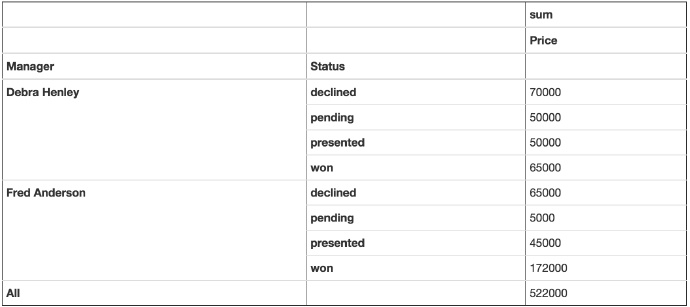 sum
Price
Manager Status
Debra Henley declined 70000
pending 50000
presented 50000
won 65000
Fred Anderson declined 65000
pending 5000
presented 45000
won 172000
All 522000